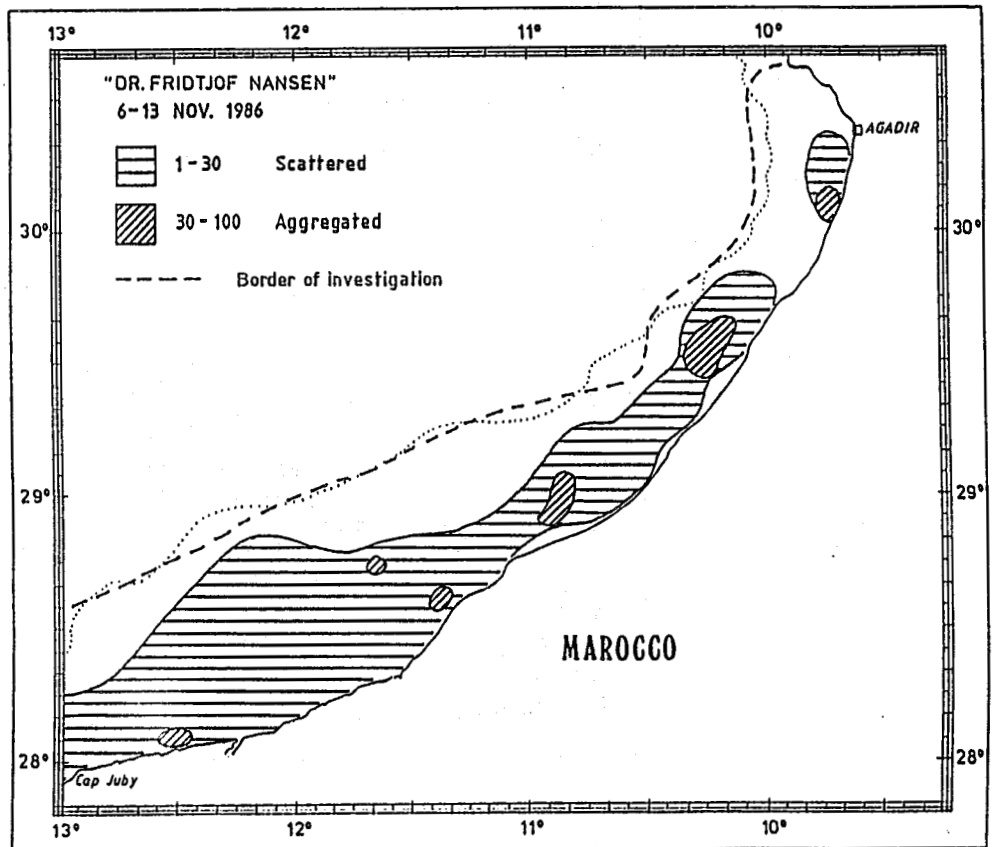 13° 12° 11° 10°
"DR. FRIDTJOF NANSEN"
6-13 NOV. 1986
1-30 Scattered
30-100 Aggregated
Border of investigation
AGADIR
30° 30°
29° 29°
MAROCCO
28° 28°
Cap Juby
13° 12° 11° 10°